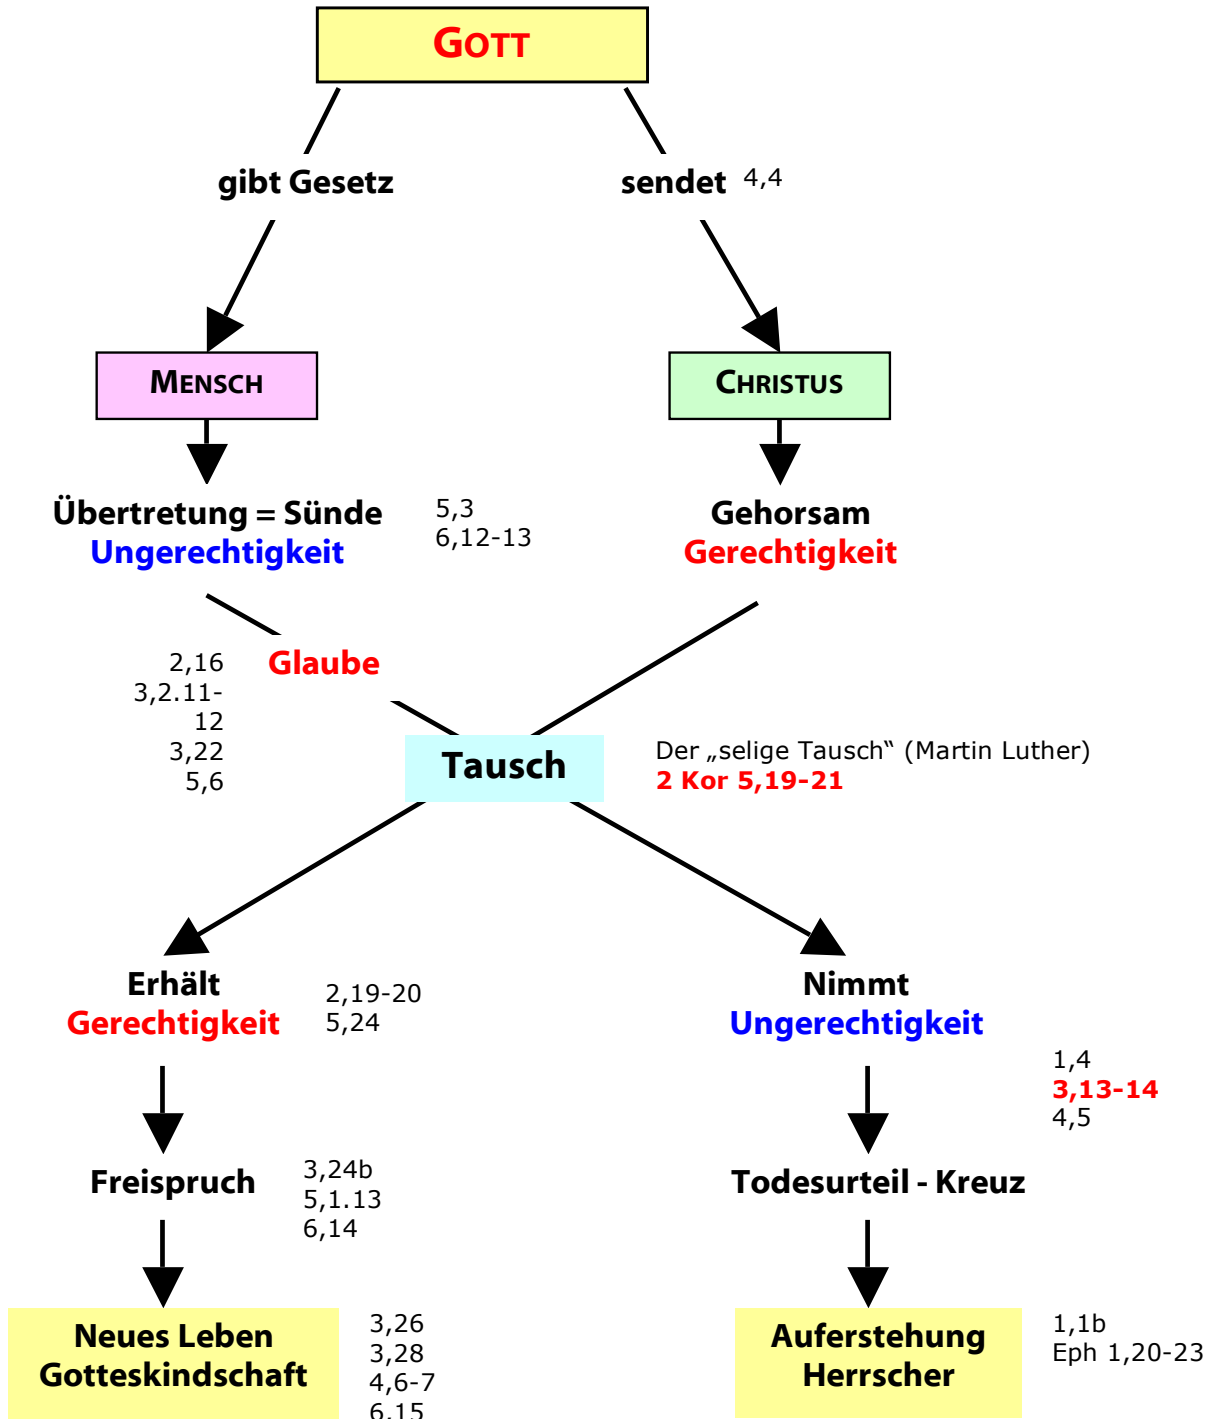 GOTT
gibt Gesetz
sendet 4,4
MENSCH
CHRISTUS
Übertretung = Sünde
Ungerechtigkeit
5,3
6,12-13
Gehorsam
Gerechtigkeit
2,16
3,2.11-
12
3,22
5,6
Glaube
Tausch
Der „selige Tausch“ (Martin Luther)
2 Kor 5,19-21
Erhält
Gerechtigkeit
2,19-20
5,24
Nimmt
Ungerechtigkeit
1,4
3,13-14
4,5
Freispruch
3,24b
5,1.13
6,14
Todesurteil - Kreuz
Neues Leben
Gotteskindschaft
3,26
3,28
4,6-7
6,15
Auferstehung
Herrscher
1,1b
Eph 1,20-23